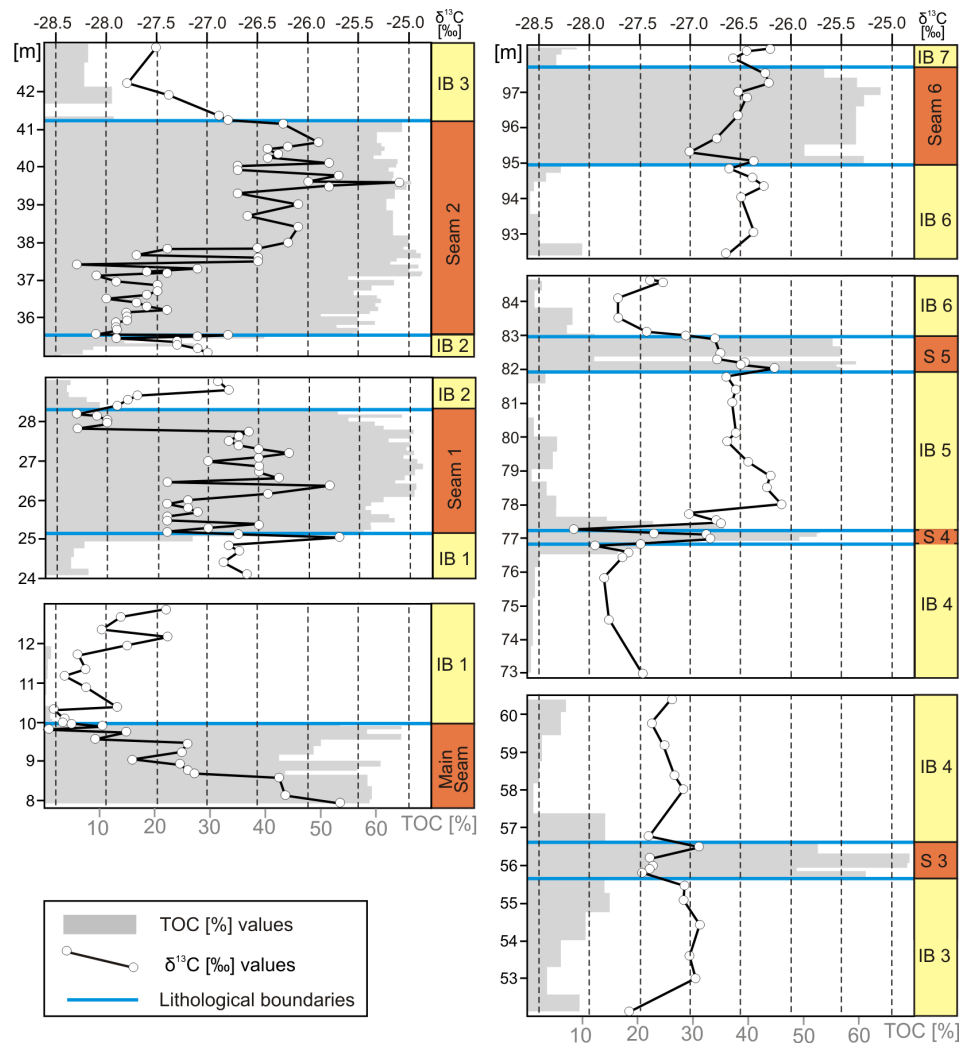 -28.5 -28.0 -27.5 -27.0 -26.5 -26.0 -25.5 -25.0 δ¹³C
[‰]
[m]
42
41
40
39
38
37
36
IB 3
Seam 2
IB 2
28
27
26
25
24
IB 2
Seam 1
IB 1
12
11
10
9
8
IB 1
Main
Seam
10 20 30 40 50 60 TOC [%]
TOC [%] values
δ¹³C [‰] values
Lithological boundaries
-28.5 -28.0 -27.5 -27.0 -26.5 -26.0 -25.5 -25.0 δ¹³C
[‰]
[m]
97
96
95
94
93
IB 7
Seam 6
IB 6
84
83
82
81
80
79
78
77
76
75
74
73
IB 6
S 5
IB 5
S 4
IB 4
60
59
58
57
56
55
54
53
IB 4
S 3
IB 3
10 20 30 40 50 60 TOC [%]